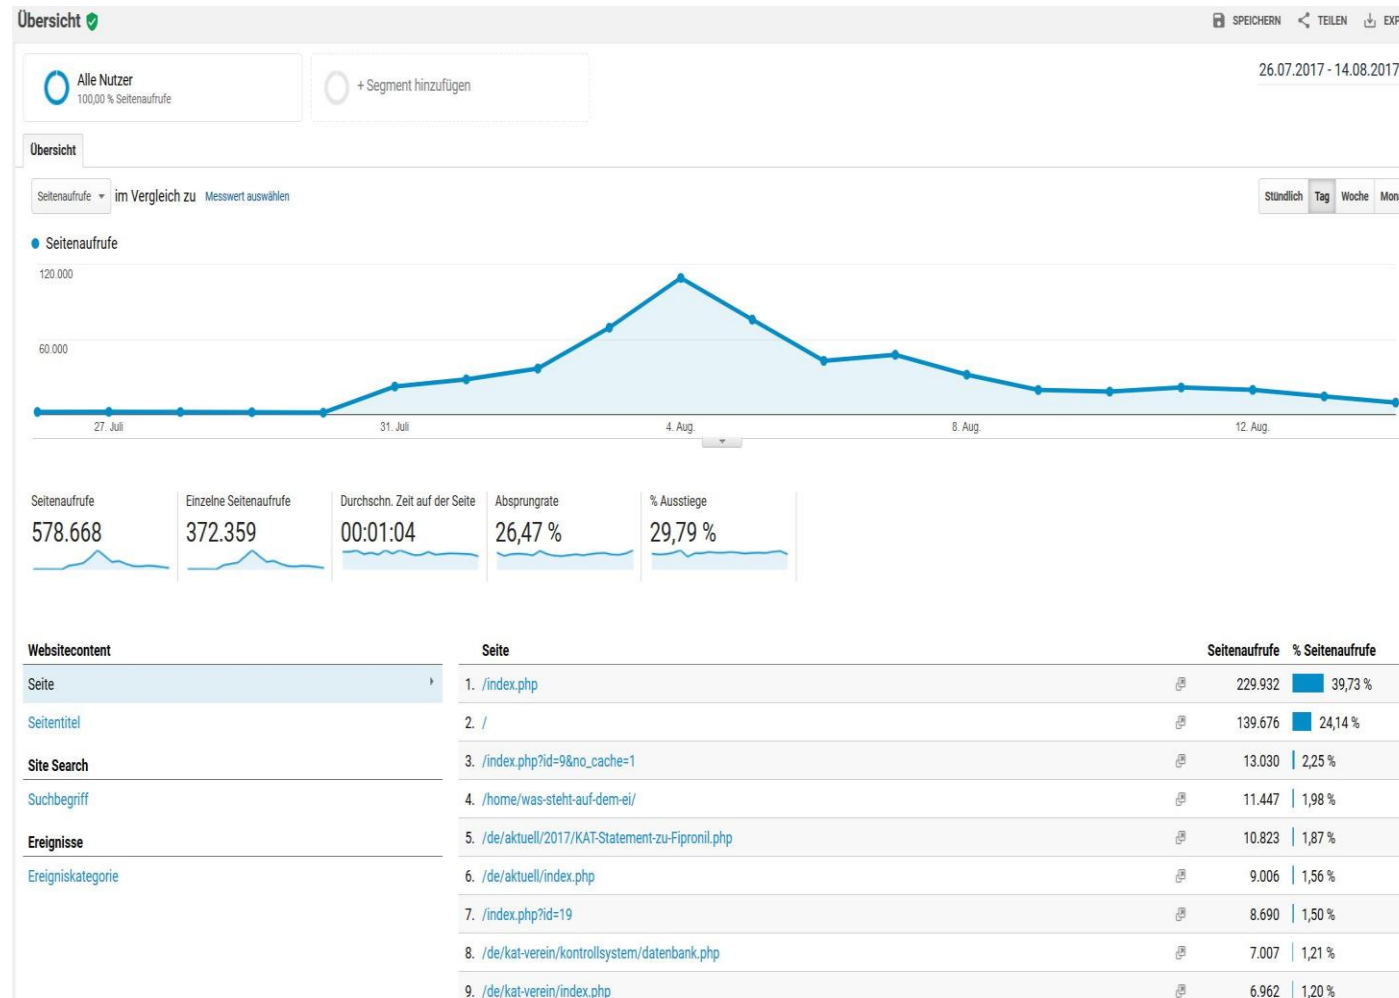 Übersicht
SPEICHERN TEILEN EXP
Alle Nutzer
100,00 % Seitenaufrufe
+ Segment hinzufügen
26.07.2017 - 14.08.2017
Übersicht
Seitenaufrufe im Vergleich zu Messwert auswählen
Stündlich Tag Woche Mon
Seitenaufrufe
120.000
60.000
27. Juli 31. Juli 4. Aug. 8. Aug. 12. Aug.
Seitenaufrufe Einzelne Seitenaufrufe Durchschn. Zeit auf der Seite Absprungrate % Ausstiege
578.668 372.359 00:01:04 26,47 % 29,79 %
Websitecontent
Seite
Seitentitel
Site Search
Suchbegriff
Ereignisse
Ereigniskategorie
Seite Seitenaufrufe % Seitenaufrufe
1. /index.php 229.932 39,73 %
2. / 139.676 24,14 %
3. /index.php?id=9&no_cache=1 13.030 2,25 %
4. /home/was-steht-auf-dem-ei/ 11.447 1,98 %
5. /de/aktuell/2017/KAT-Statement-zu-Fipronil.php 10.823 1,87 %
6. /de/aktuell/index.php 9.006 1,56 %
7. /index.php?id=19 8.690 1,50 %
8. /de/kat-verein/kontrollsystem/datenbank.php 7.007 1,21 %
9. /de/kat-verein/index.php 6.962 1,20 %